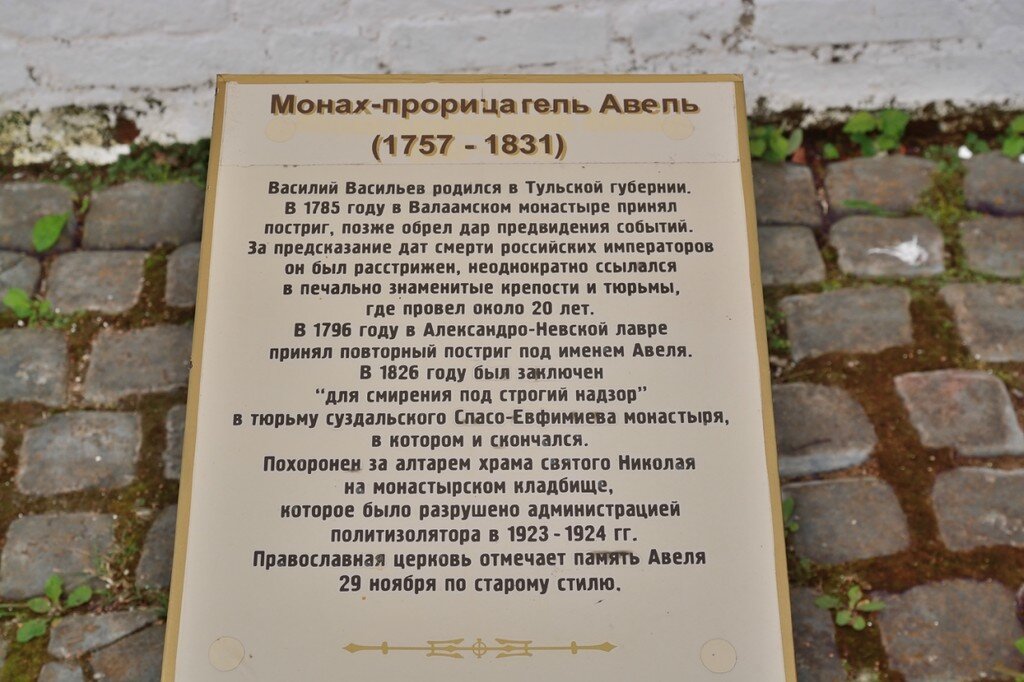 Монах-прорицатель Авель
(1757 - 1831)
Василий Васильев родился в Тульской губернии.
В 1785 году в Валаамском монастыре принял
постриг, позже обрел дар предвидения событий.
За предсказание дат смерти российских императоров
он был расстрижен, неоднократно ссылался
в печально знаменитые крепости и тюрьмы,
где провел около 20 лет.
В 1796 году в Александро-Невской лавре
принял повторный постриг под именем Авеля.
В 1826 году был заключен
"для смирения под строгий надзор"
в тюрьму суздальского Спасо-Евфимиева монастыря,
в котором и скончался.
Похоронен за алтарем храма святого Николая
на монастырском кладбище,
которое было разрушено администрацией
политизолятора в 1923 - 1924 гг.
Православная церковь отмечает память Авеля
29 ноября по старому стилю.